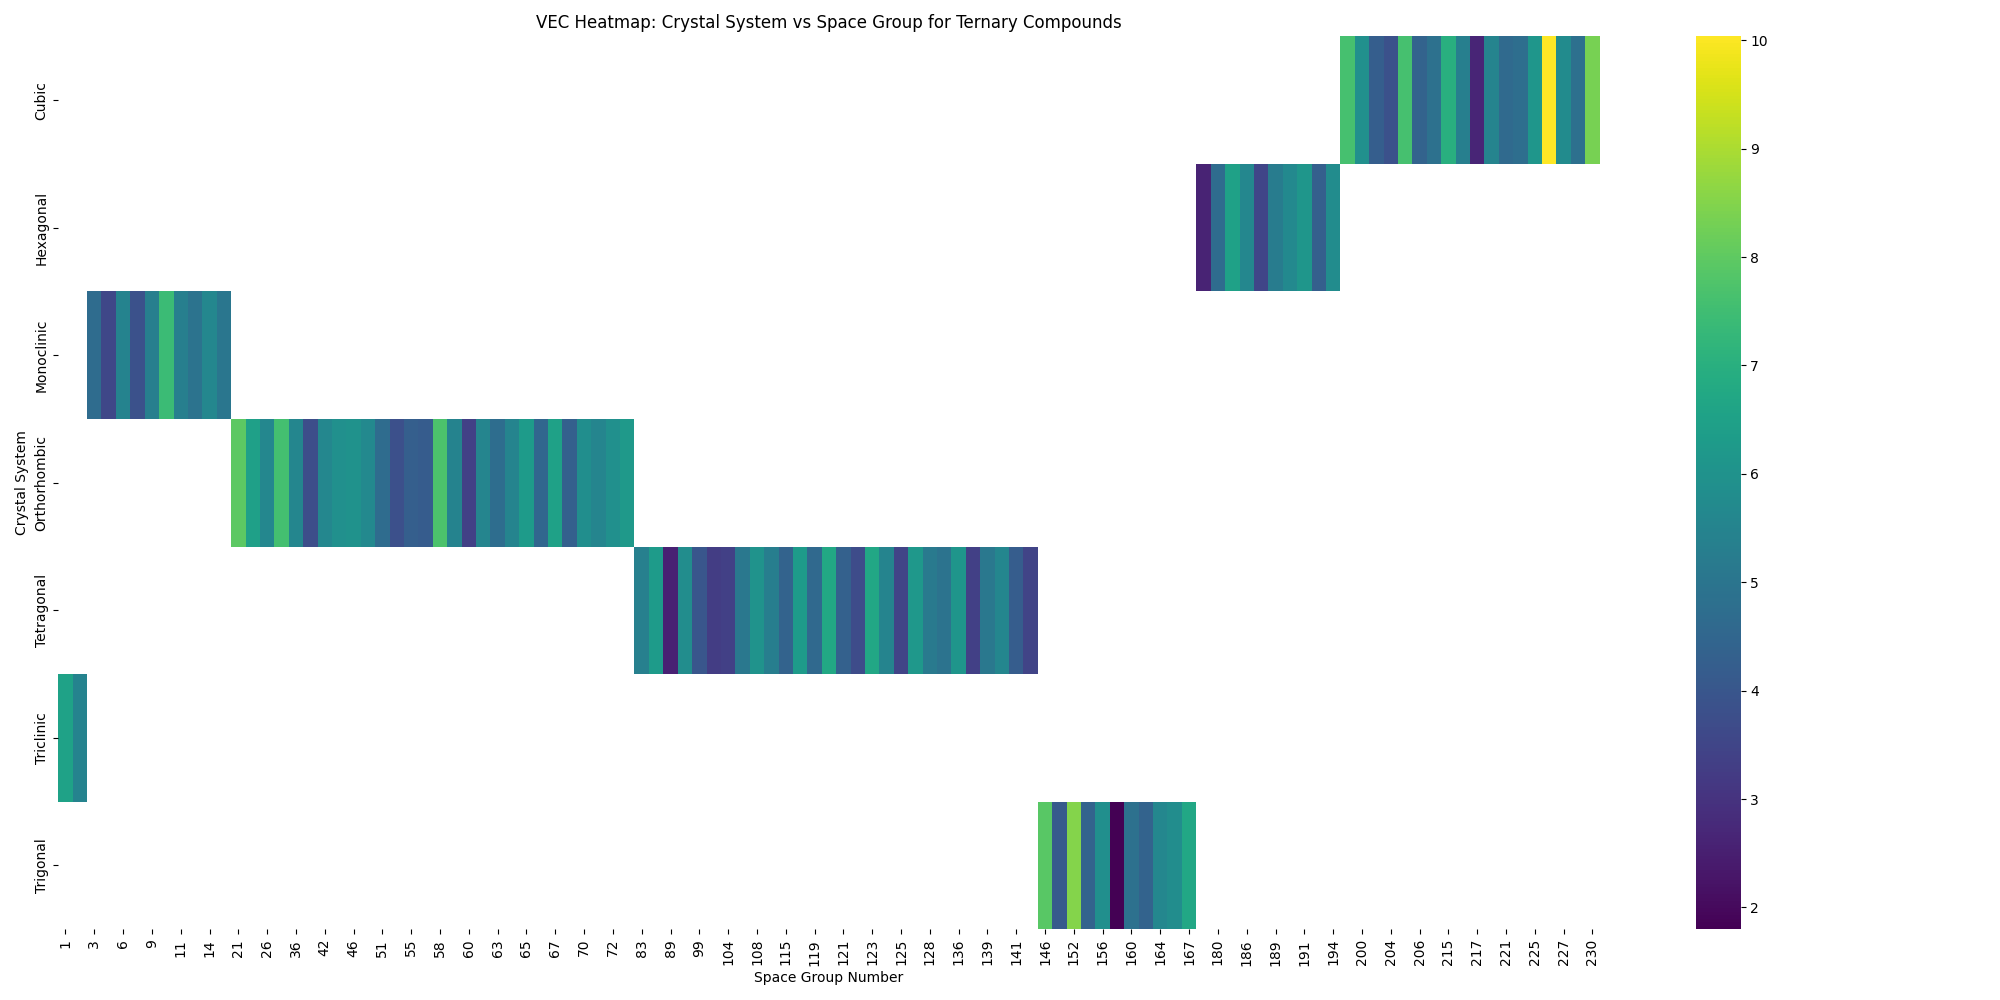 VEC Heatmap: Crystal System vs Space Group for Ternary Compounds
Crystal System
Cubic
Hexagonal
Monoclinic
Orthorhombic
Tetragonal
Triclinic
Trigonal
1 3 6 9 11 14 21 26 36 42 46 51 55 58 60 63 65 67 70 72 83 89 99 104 108 115 119 121 123 125 128 136 139 141 146 152 156 160 164 167 180 186 189 191 194 200 204 206 215 217 221 225 227 230
Space Group Number
10
9
8
7
6
5
4
3
2